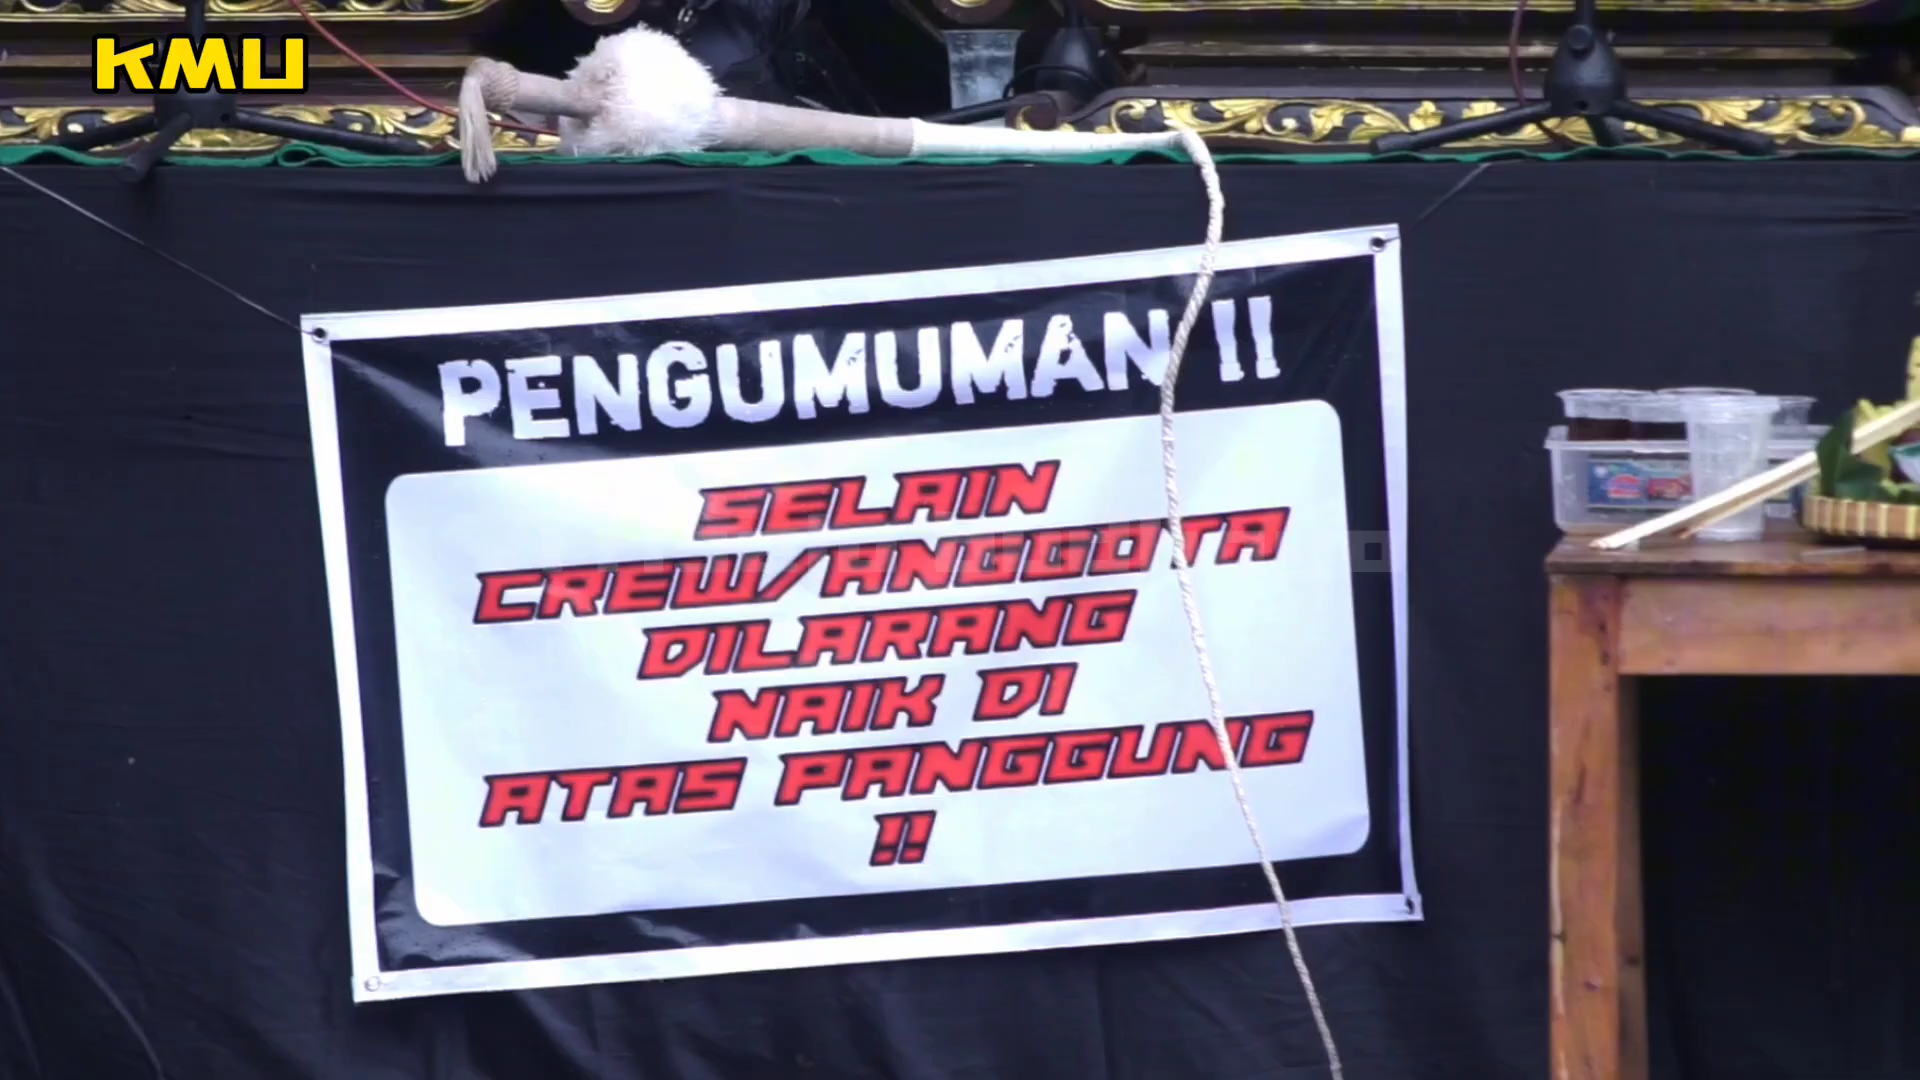 KMU
PENGUMUMAN !!
SELAIN
CREW/ANGGOTA
DILARANG
NAIK DI
ATAS PANGGUNG
!!